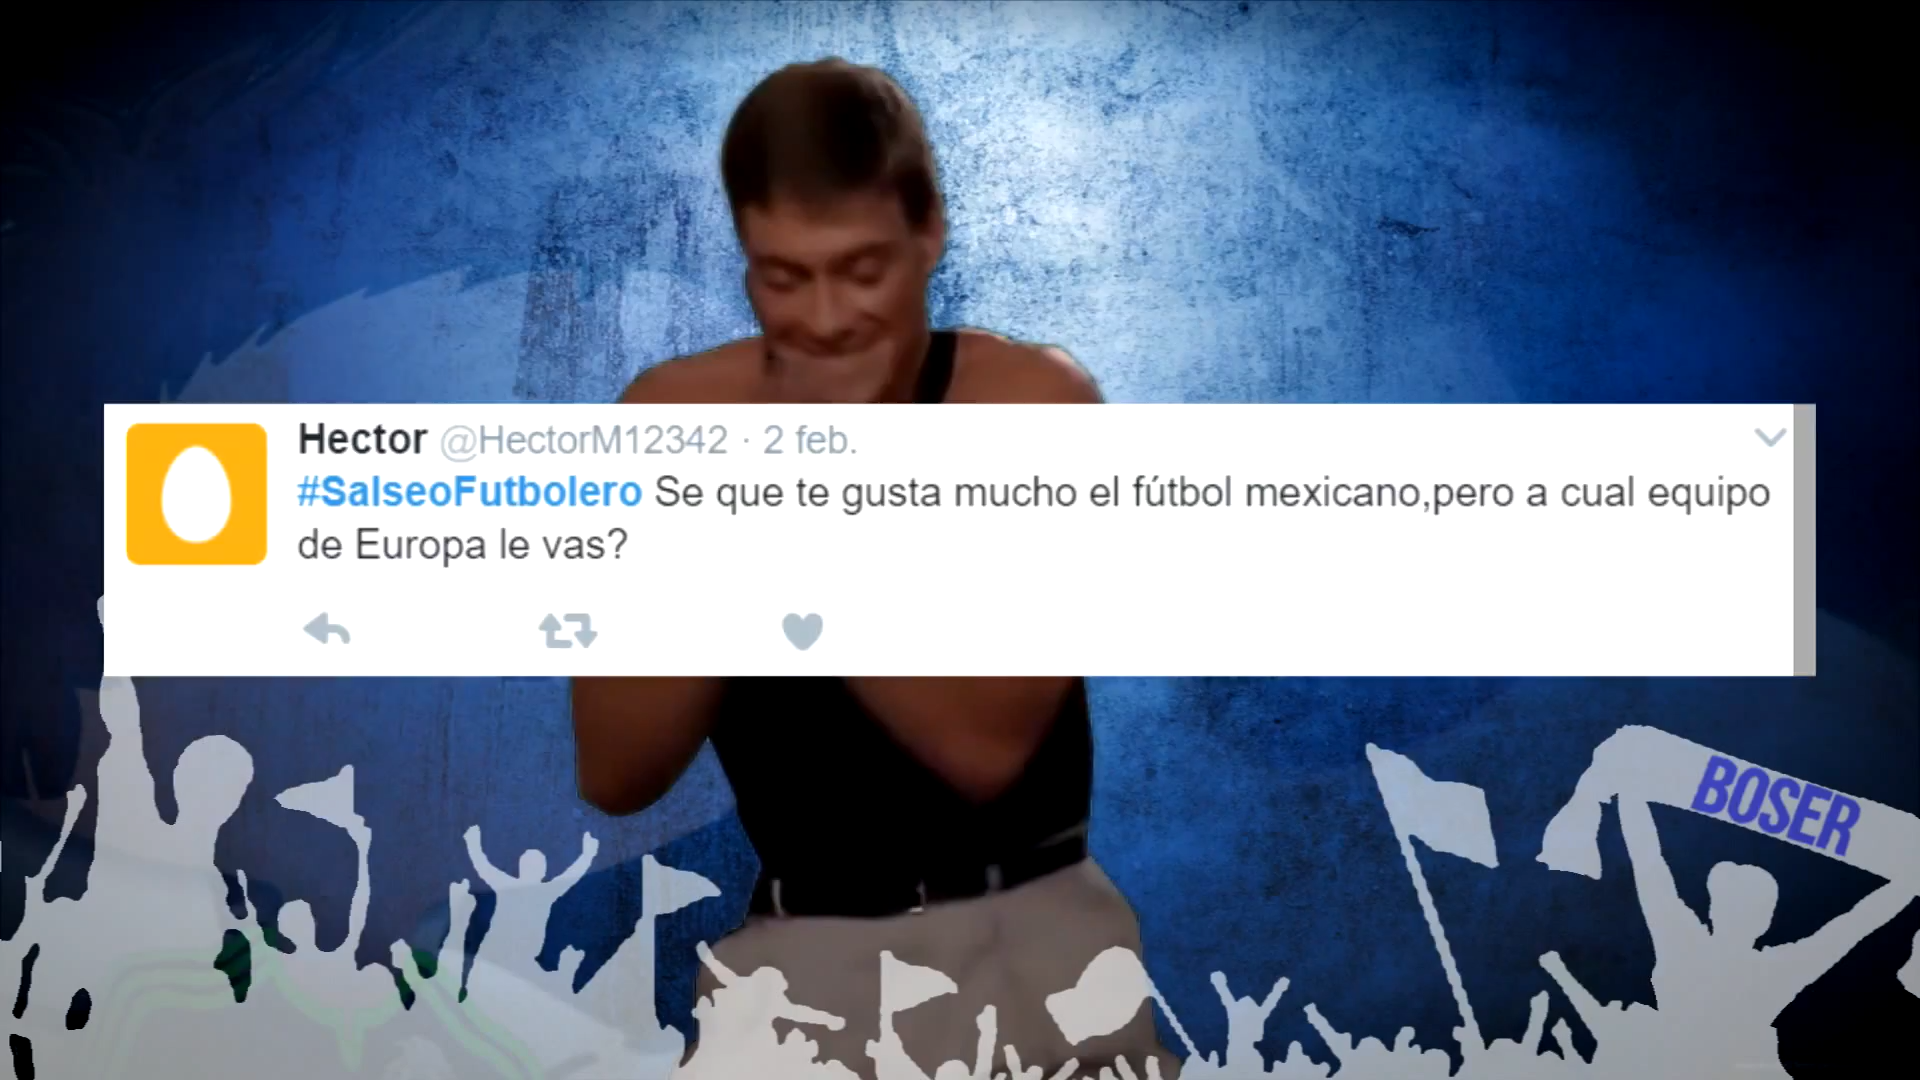 Hector @HectorM12342 · 2 feb.
#SalseoFutbolero Se que te gusta mucho el fútbol mexicano,pero a cual equipo
de Europa le vas?
BOSER